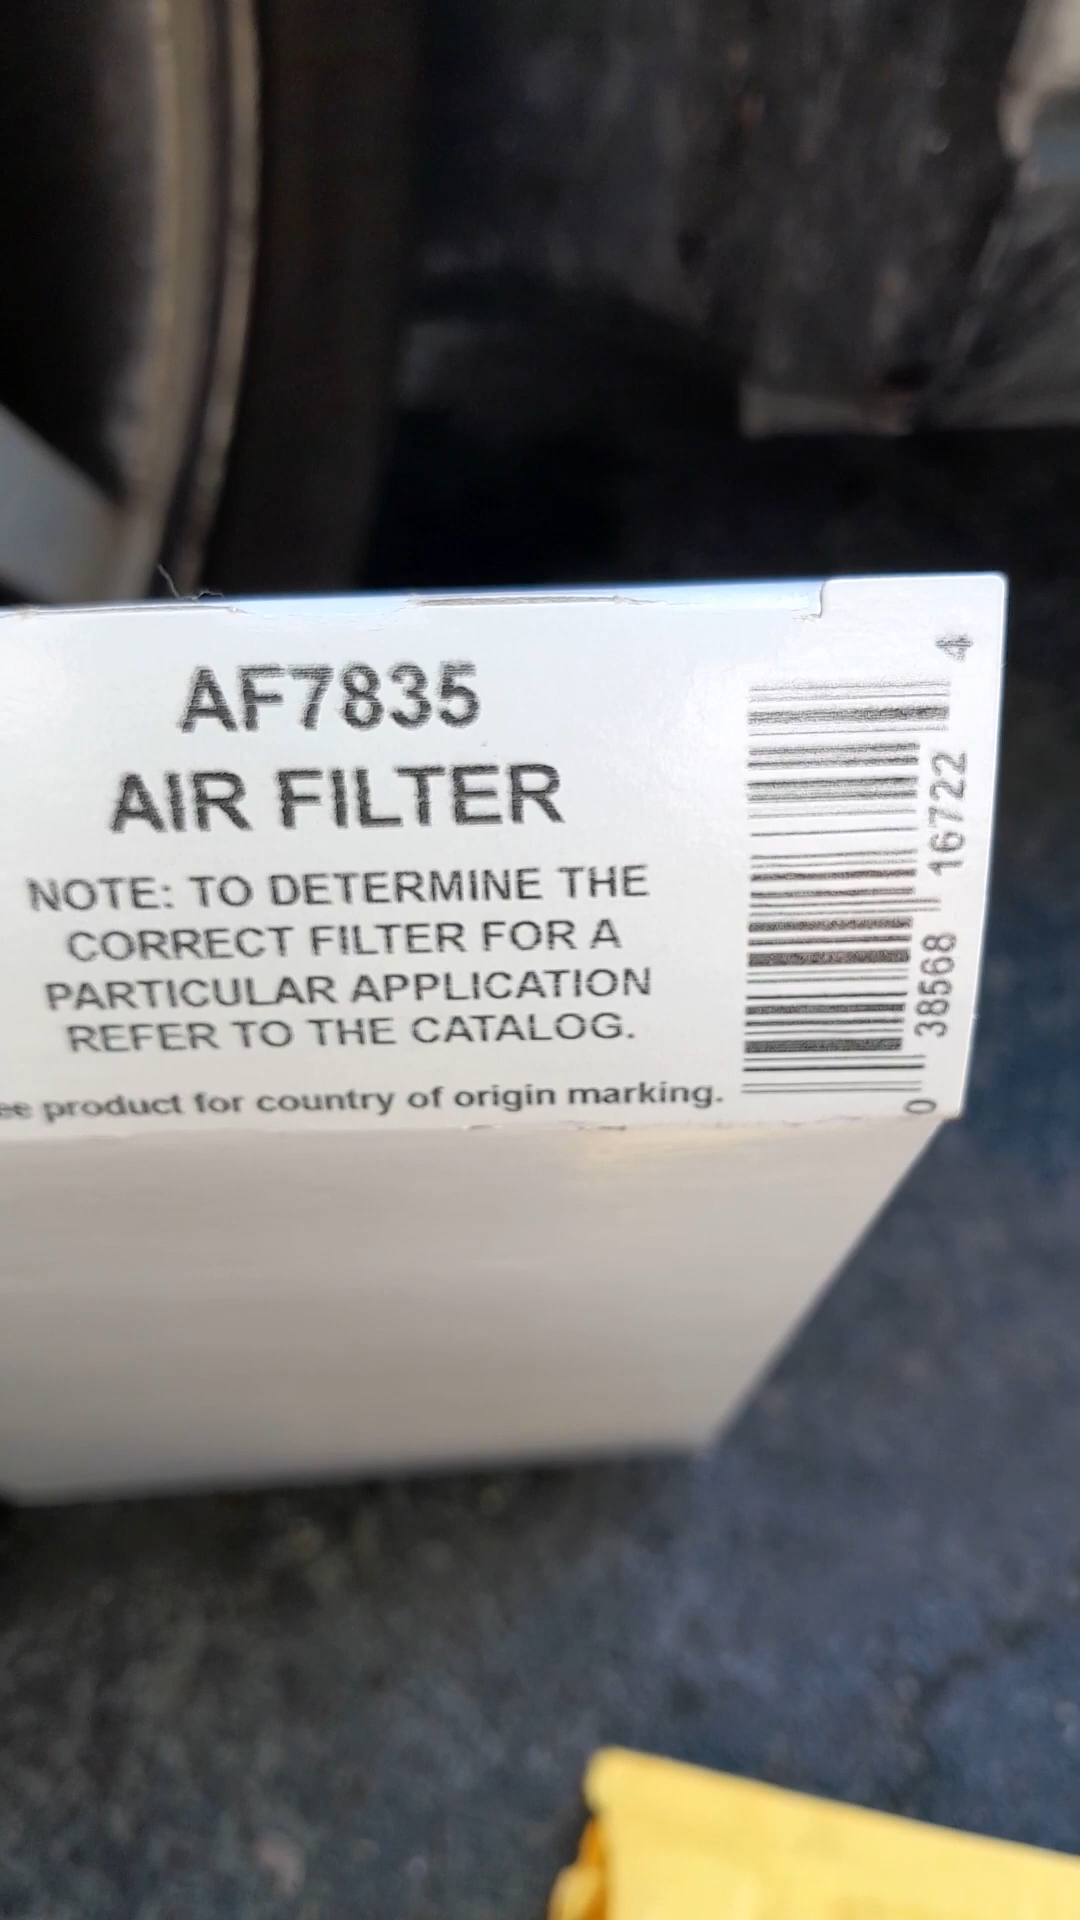 AF7835
AIR FILTER
NOTE: TO DETERMINE THE
CORRECT FILTER FOR A
PARTICULAR APPLICATION
REFER TO THE CATALOG.
ee product for country of origin marking.
0 38568 16722 4